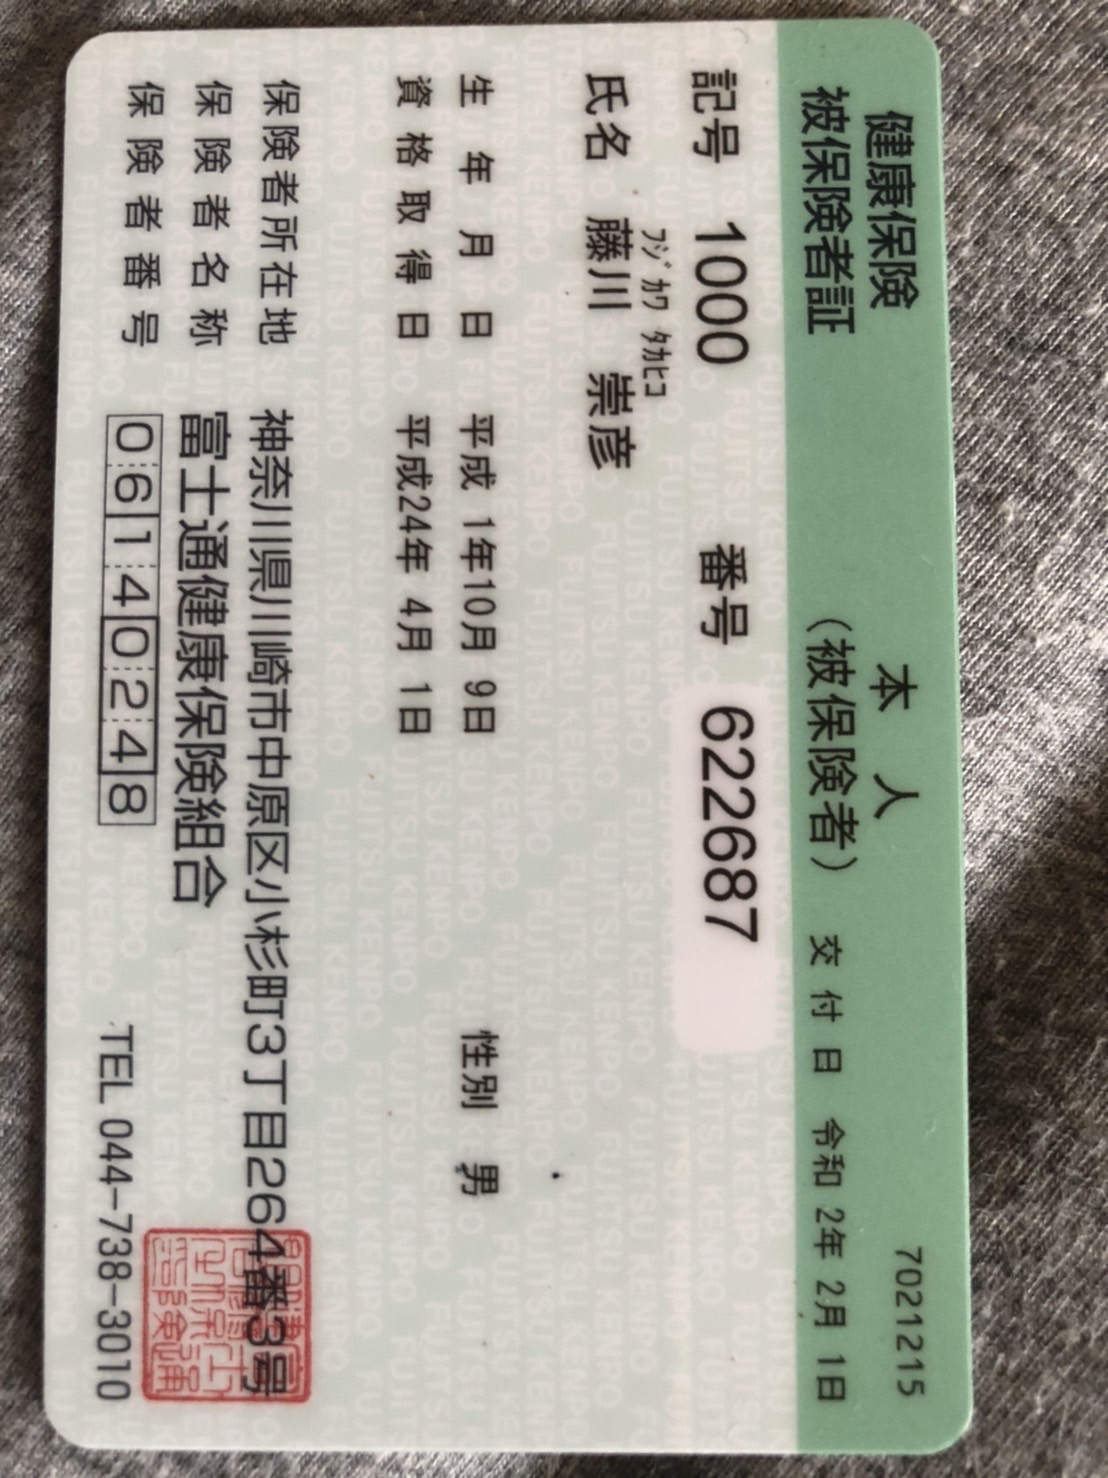 健康保険
被保険者証
本人
（被保険者）
7021215
交付日 令和 2年 2月 1日
記号 1000 番号 622687
フジカワ タカヒコ
氏名 藤川 崇彦
生年月日 平成 1年10月 9日 性別 男
資格取得日 平成24年 4月 1日
保険者所在地 神奈川県川崎市中原区小杉町3丁目264番3号
保険者名称 富士通健康保険組合
保険者番号 06140248 TEL 044-738-3010
FUJITSU KENPO